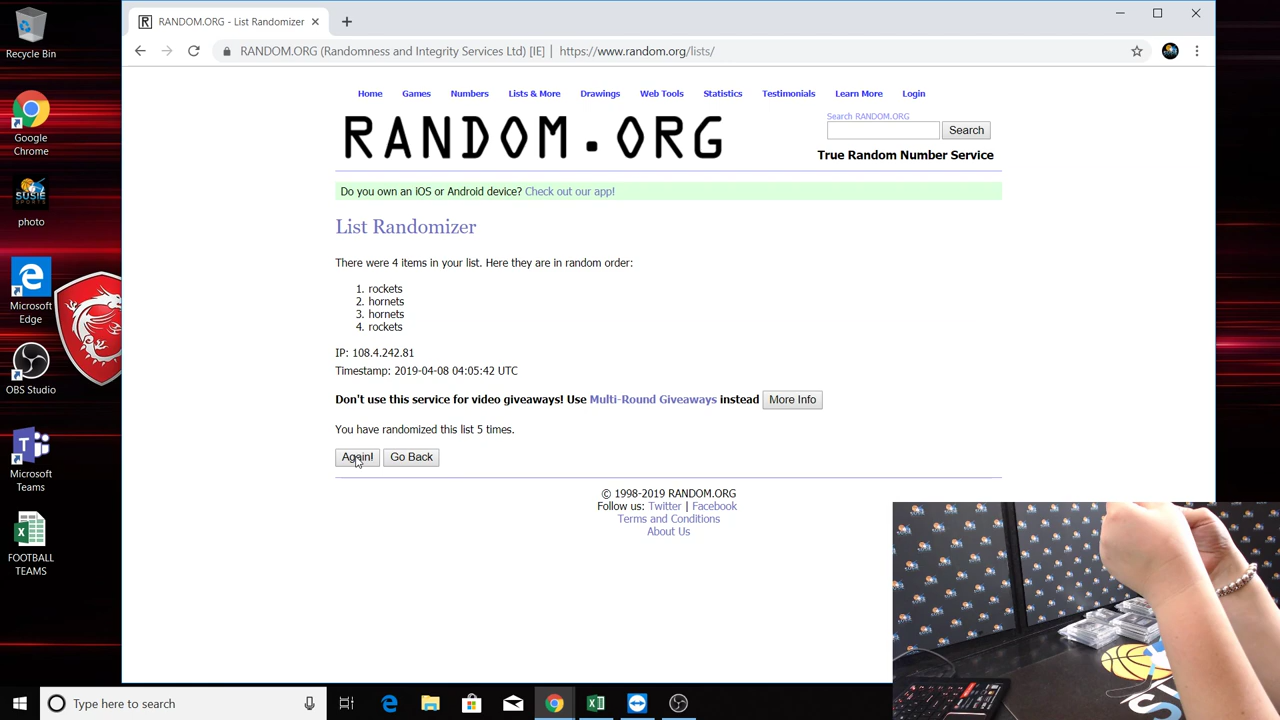 RANDOM.ORG - List Randomizer
RANDOM.ORG (Randomness and Integrity Services Ltd) [IE] | https://www.random.org/lists/
Recycle Bin
Google Chrome
SUSIE SPORTS
photo
Microsoft Edge
OBS Studio
Microsoft Teams
FOOTBALL TEAMS
Home Games Numbers Lists & More Drawings Web Tools Statistics Testimonials Learn More Login
RANDOM.ORG
Search RANDOM.ORG
Search
True Random Number Service
Do you own an iOS or Android device? Check out our app!
List Randomizer
There were 4 items in your list. Here they are in random order:
1. rockets
2. hornets
3. hornets
4. rockets
IP: 108.4.242.81
Timestamp: 2019-04-08 04:05:42 UTC
Don't use this service for video giveaways! Use Multi-Round Giveaways instead More Info
You have randomized this list 5 times.
Again! Go Back
© 1998-2019 RANDOM.ORG
Follow us: Twitter | Facebook
Terms and Conditions
About Us
Type here to search